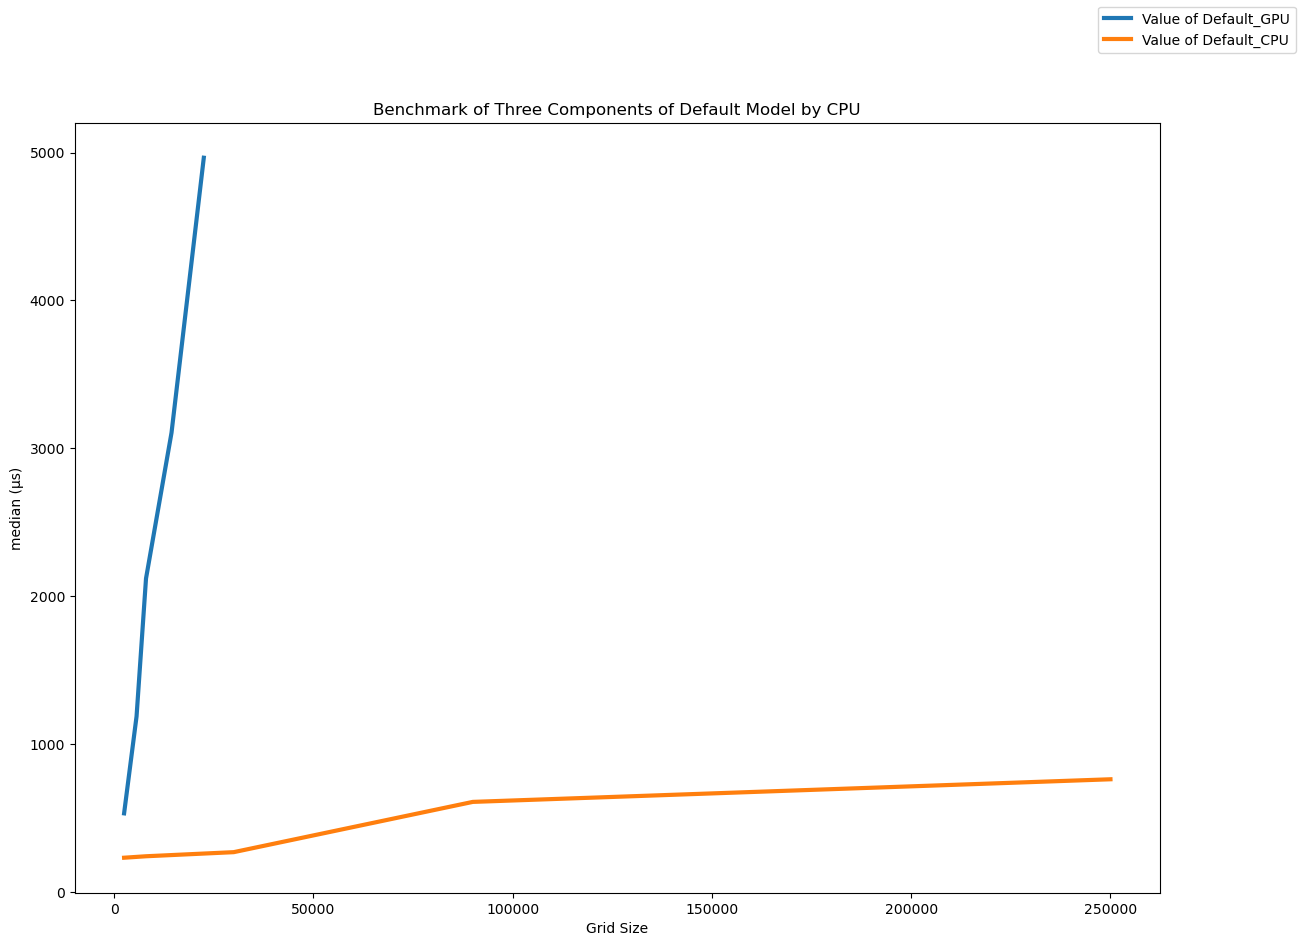 Value of Default_GPU
Value of Default_CPU
Benchmark of Three Components of Default Model by CPU
5000
4000
3000
2000
1000
0
median (µs)
0 50000 100000 150000 200000 250000
Grid Size